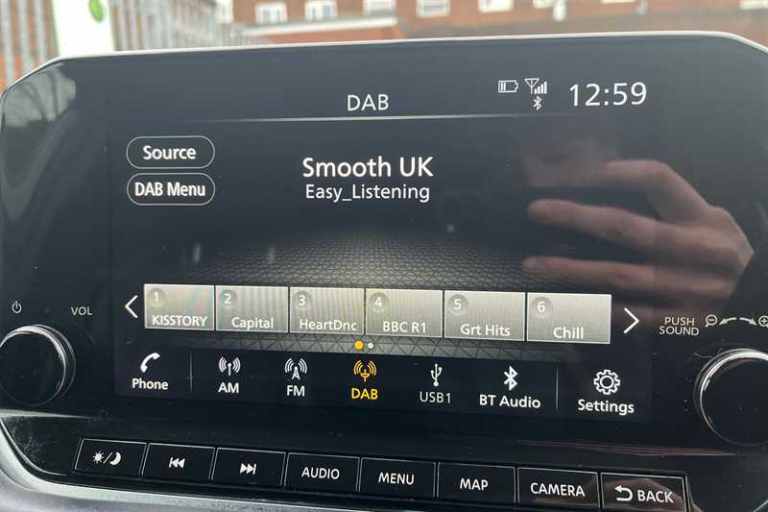 DAB
12:59
Source
Smooth UK
DAB Menu
Easy_Listening
1
KISSTORY
2
Capital
3
HeartDnc
4
BBC R1
5
Grt Hits
6
Chill
VOL
PUSH
SOUND
Phone
AM
FM
DAB
USB1
BT Audio
Settings
AUDIO
MENU
MAP
CAMERA
BACK